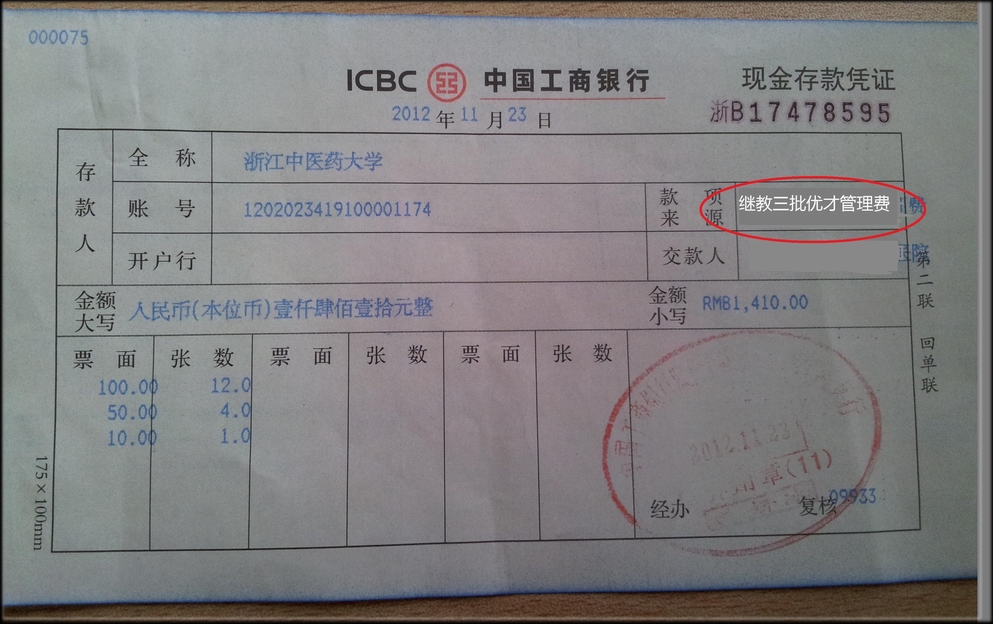 000075
ICBC 中国工商银行 现金存款凭证
2012 年 11 月 23 日 浙B17478595
存款人
全 称 浙江中医药大学
账 号 1202023419100001174
款项来源 继教三批优才管理费 费
开户行
交款人
金额大写 人民币(本位币)壹仟肆佰壹拾元整
金额小写 RMB1,410.00
票 面 张 数 票 面 张 数 票 面 张 数
100.00 12.0
50.00 4.0
10.00 1.0
2012.11.23
章(11)
经办 复核 09933
第二联 回单联
175×100mm